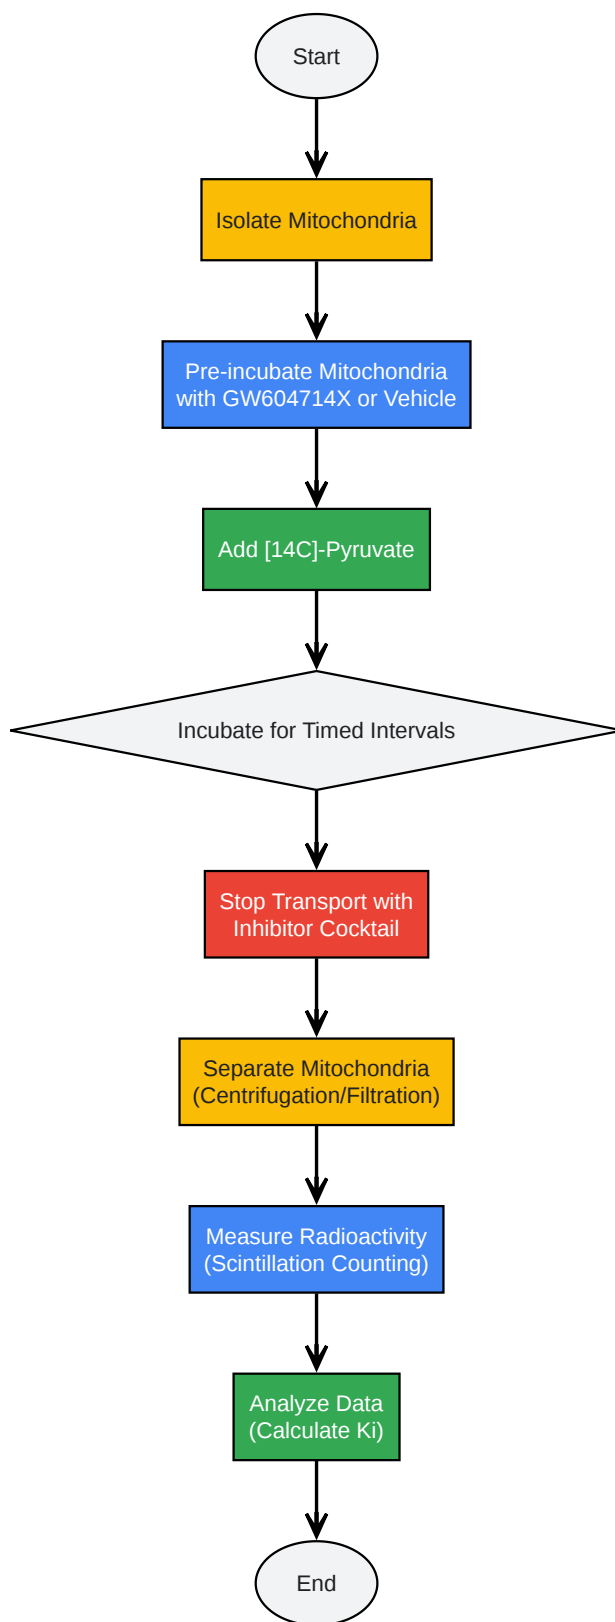 Start
Isolate Mitochondria
Pre-incubate Mitochondria
with GW604714X or Vehicle
Add [14C]-Pyruvate
Incubate for Timed Intervals
Stop Transport with
Inhibitor Cocktail
Separate Mitochondria
(Centrifugation/Filtration)
Measure Radioactivity
(Scintillation Counting)
Analyze Data
(Calculate Ki)
End